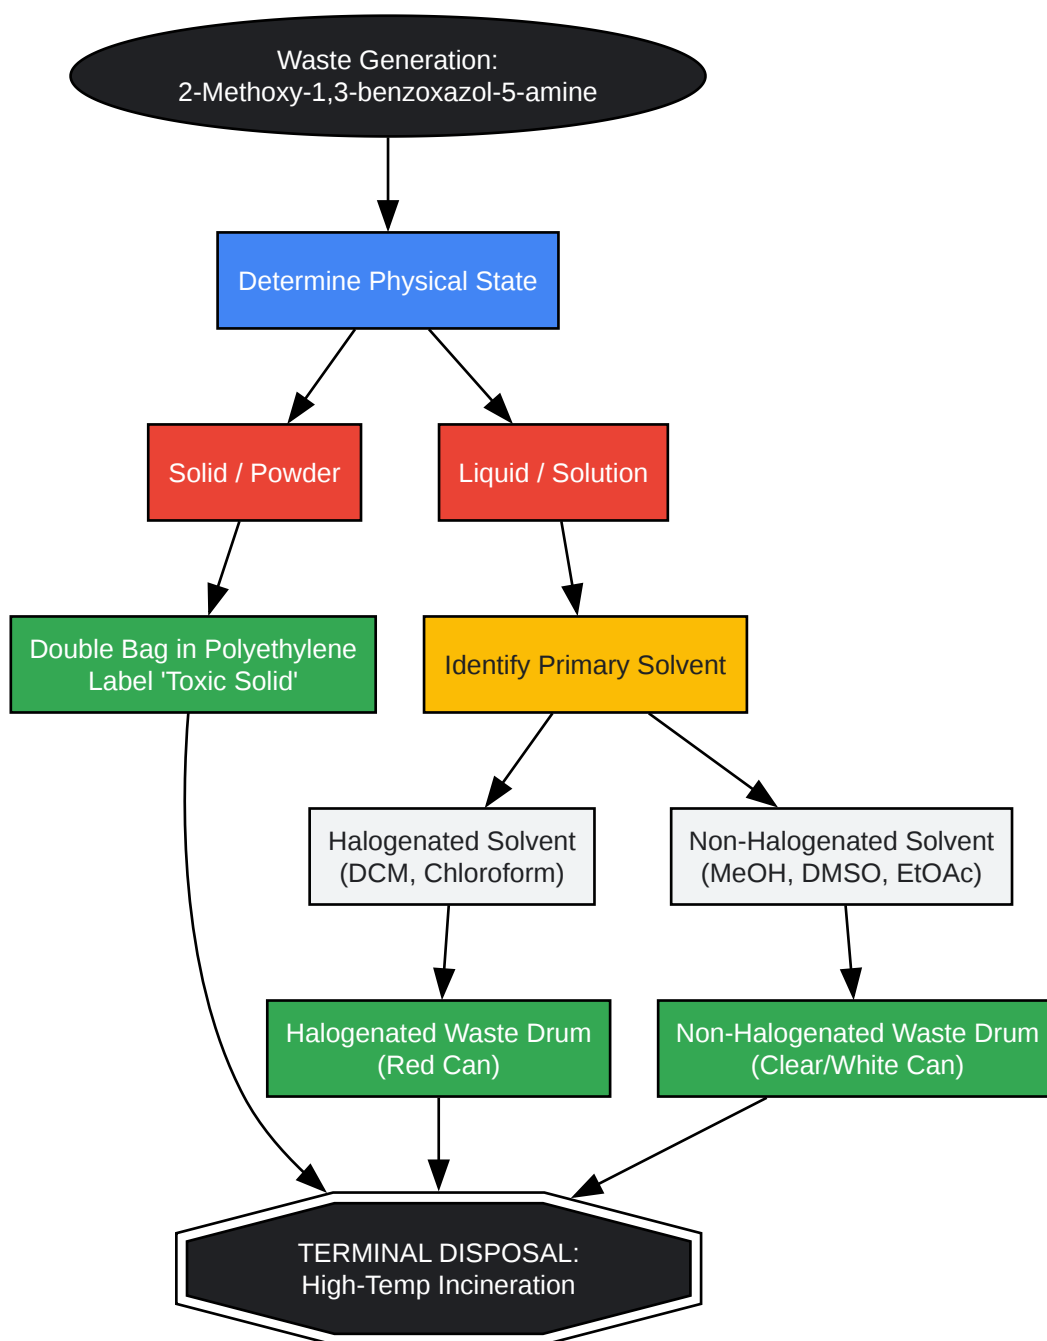 Waste Generation:
2-Methoxy-1,3-benzoxazol-5-amine
Determine Physical State
Solid / Powder
Liquid / Solution
Double Bag in Polyethylene
Label 'Toxic Solid'
Identify Primary Solvent
Halogenated Solvent
(DCM, Chloroform)
Non-Halogenated Solvent
(MeOH, DMSO, EtOAc)
Halogenated Waste Drum
(Red Can)
Non-Halogenated Waste Drum
(Clear/White Can)
TERMINAL DISPOSAL:
High-Temp Incineration